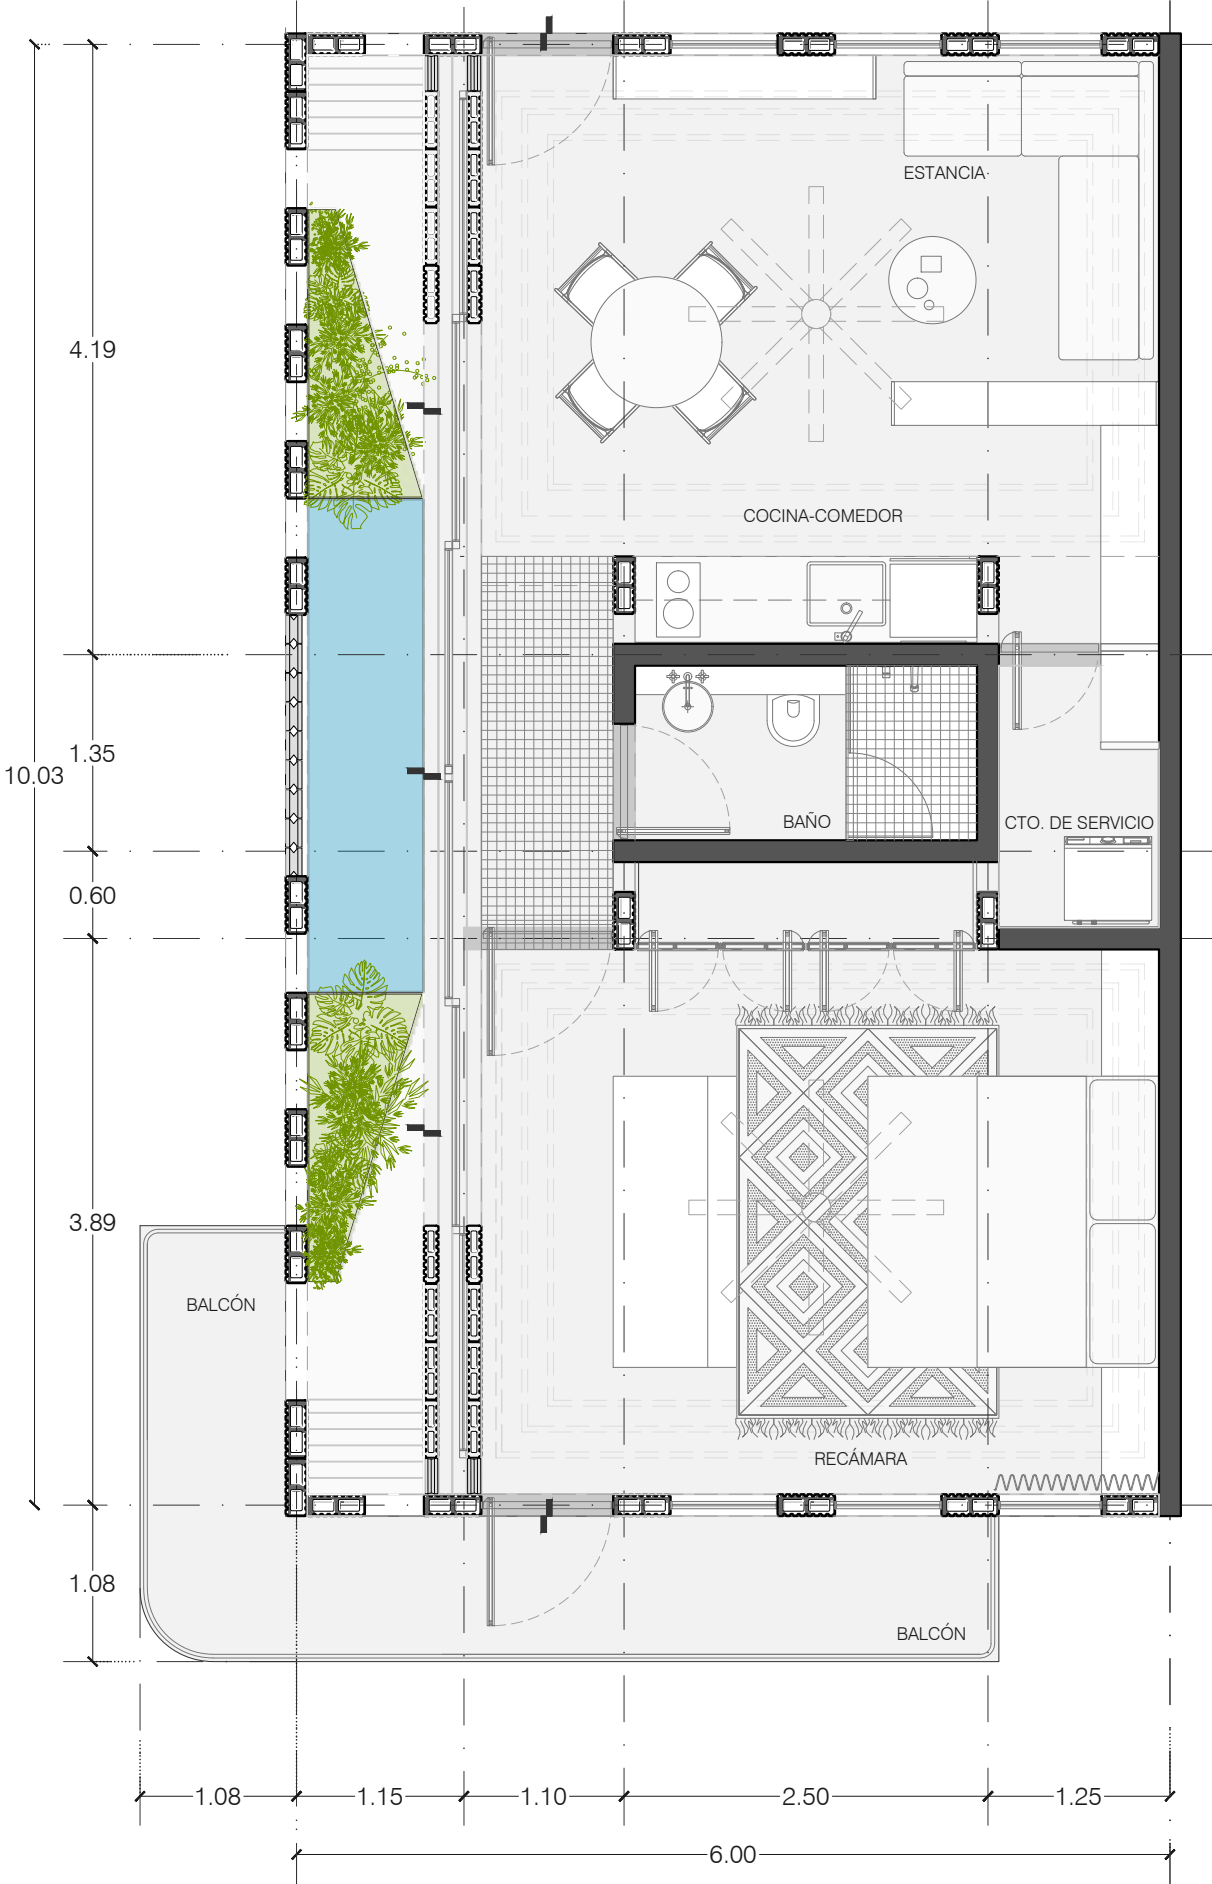 ESTANCIA
4.19
COCINA-COMEDOR
1.35
10.03
BAÑO
CTO. DE SERVICIO
0.60
3.89
BALCÓN
RECÁMARA
1.08
BALCÓN
1.08
1.15
1.10
2.50
1.25
6.00